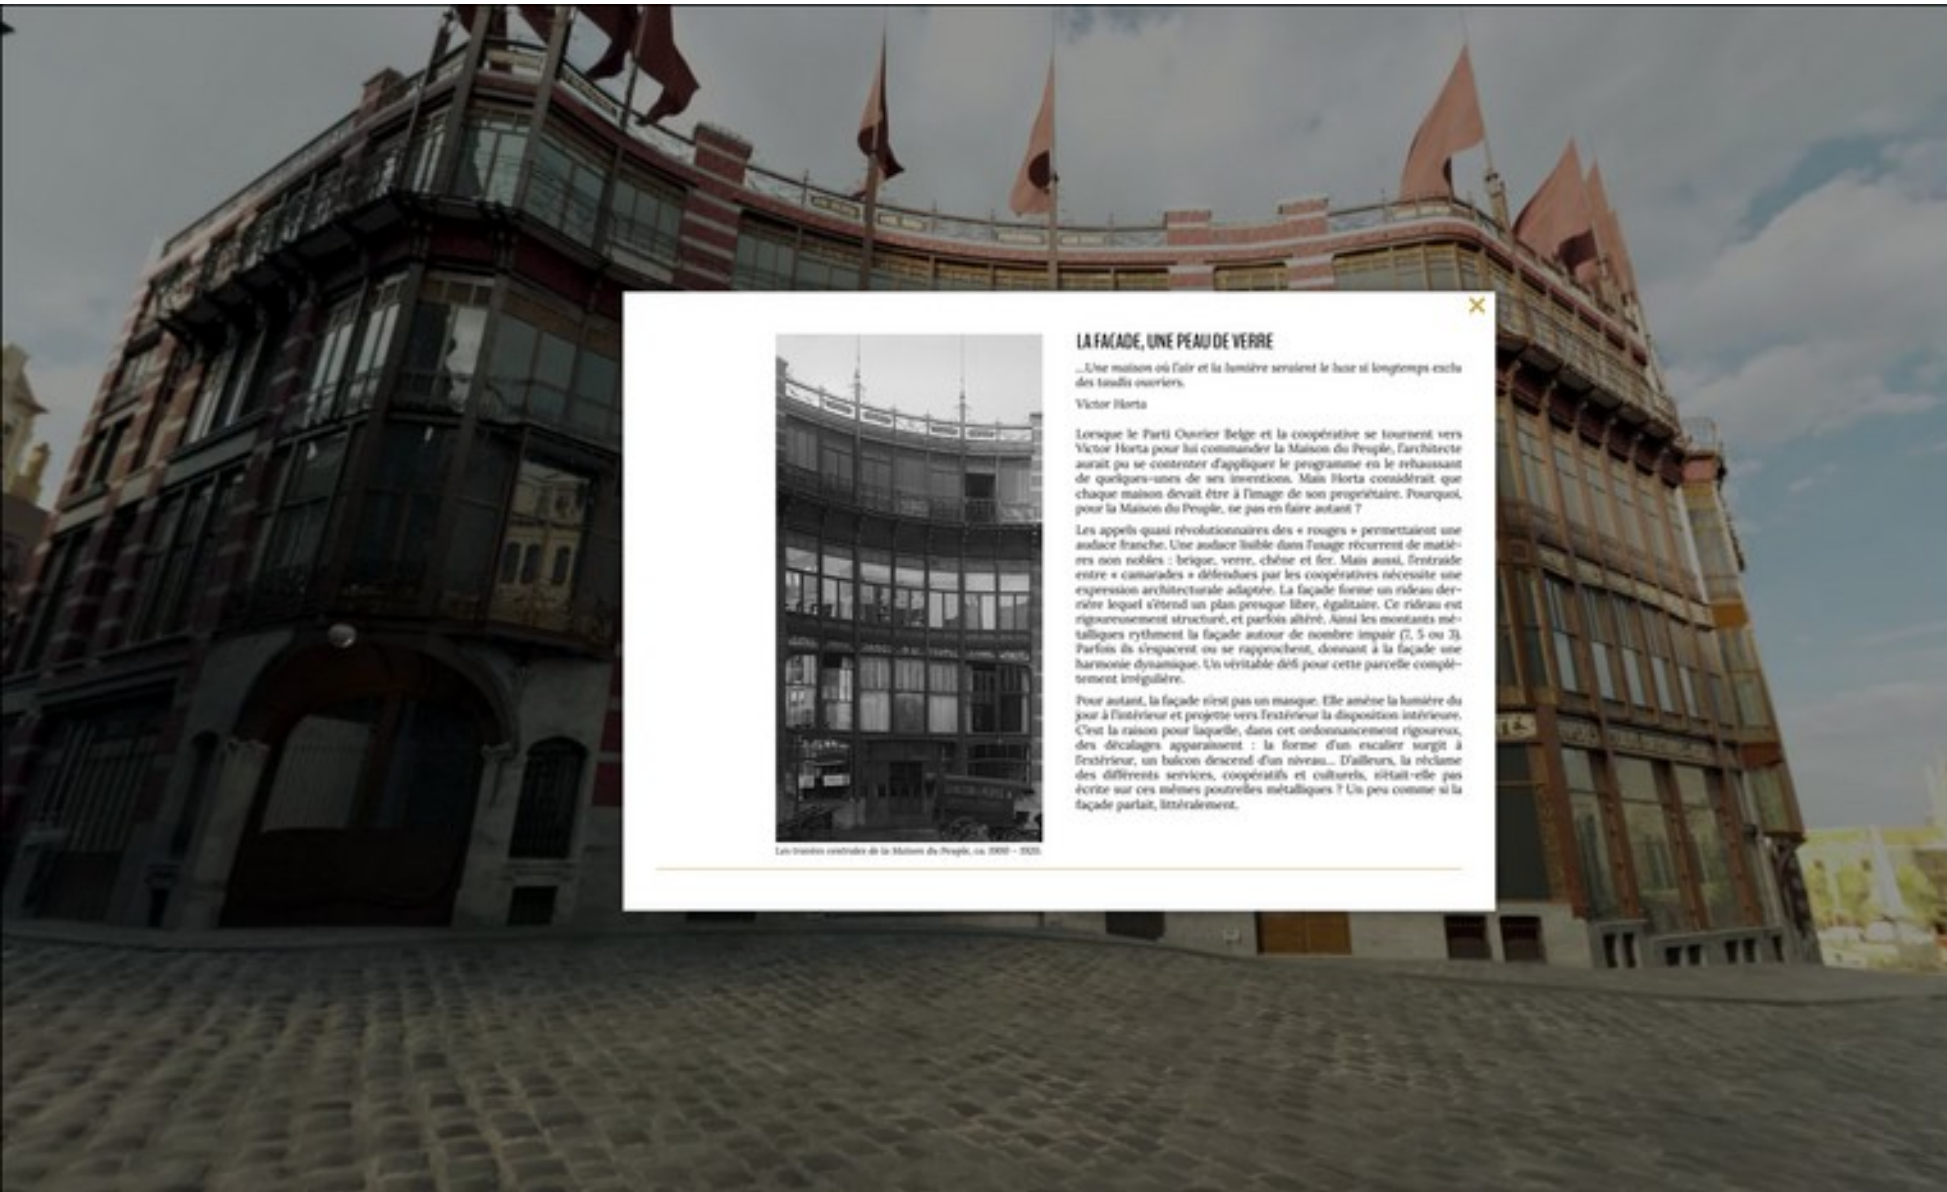 LA FACADE, UNE PEAU DE VERRE
...Une maison où l'air et la lumière seraient le luxe si longtemps exclu
des taudis ouvriers.
Victor Horta
Lorsque le Parti Ouvrier Belge et la coopérative se tournent vers
Victor Horta pour lui commander la Maison du Peuple, l'architecte
aurait pu se contenter d'appliquer le programme en le rehaussant
de quelques-unes de ses inventions. Mais Horta considérait que
chaque maison devait être à l'image de son propriétaire. Pourquoi,
pour la Maison du Peuple, ne pas en faire autant ?
Les appels quasi révolutionnaires des « rouges » permettaient une
audace franche. Une audace lisible dans l'usage récurrent de matiè-
res non nobles : brique, verre, chêne et fer. Mais aussi, l'entraide
entre « camarades » défendues par les coopératives nécessite une
expression architecturale adaptée. La façade forme un rideau der-
rière lequel s'étend un plan presque libre, égalitaire. Ce rideau est
rigoureusement structuré, et parfois altéré. Ainsi les montants mé-
talliques rythment la façade autour de nombre impair (7, 5 ou 3).
Parfois ils s'espacent ou se rapprochent, donnant à la façade une
harmonie dynamique. Un véritable défi pour cette parcelle complè-
tement irrégulière.
Pour autant, la façade n'est pas un masque. Elle amène la lumière du
jour à l'intérieur et projette vers l'extérieur la disposition intérieure.
C'est la raison pour laquelle, dans cet ordonnancement rigoureux,
des décalages apparaissent : la forme d'un escalier surgit à
l'extérieur, un balcon descend d'un niveau... D'ailleurs, la réclame
des différents services, coopératifs et culturels, n'était-elle pas
écrite sur ces mêmes poutrelles métalliques ? Un peu comme si la
façade parlait, littéralement.
Les travées centrales de la Maison du Peuple, ca. 1900 - 1920.